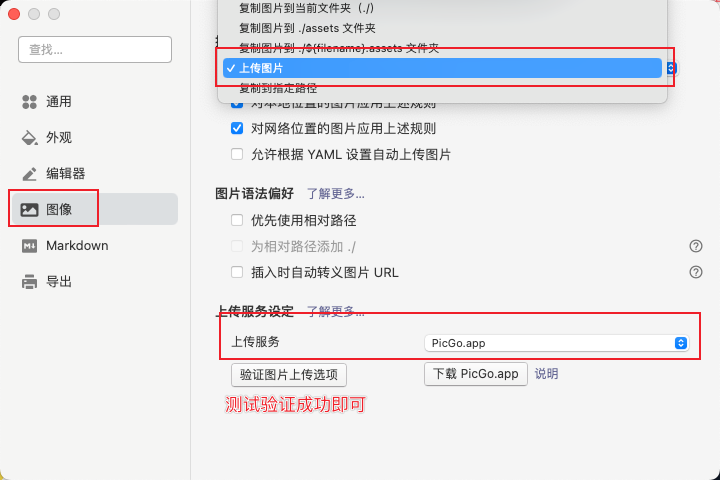 查找...
通用
外观
编辑器
图像
Markdown
导出
复制图片到当前文件夹 (./)
复制图片到 ./assets 文件夹
复制图片到 ./${filename}.assets 文件夹
上传图片
复制到指定路径
对本地位置的图片应用上述规则
对网络位置的图片应用上述规则
允许根据 YAML 设置自动上传图片
图片语法偏好 了解更多...
优先使用相对路径
为相对路径添加 ./
插入时自动转义图片 URL
上传服务设定 了解更多...
上传服务 PicGo.app
验证图片上传选项 下载 PicGo.app 说明
测试验证成功即可